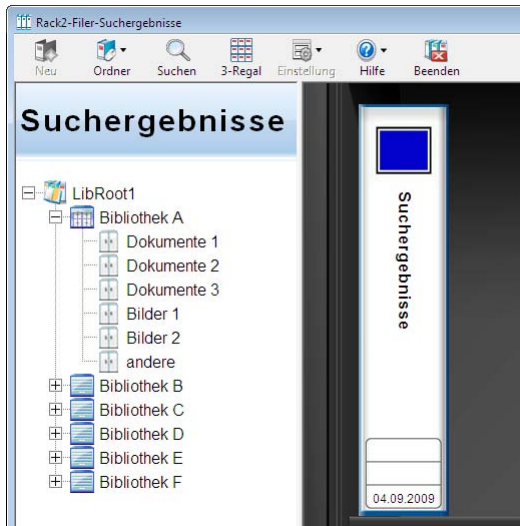 Rack2-Filer-Suchergebnisse
Neu Ordner Suchen 3-Regal Einstellung Hilfe Beenden
Suchergebnisse
LibRoot1
Bibliothek A
Dokumente 1
Dokumente 2
Dokumente 3
Bilder 1
Bilder 2
andere
Bibliothek B
Bibliothek C
Bibliothek D
Bibliothek E
Bibliothek F
Suchergebnisse
04.09.2009